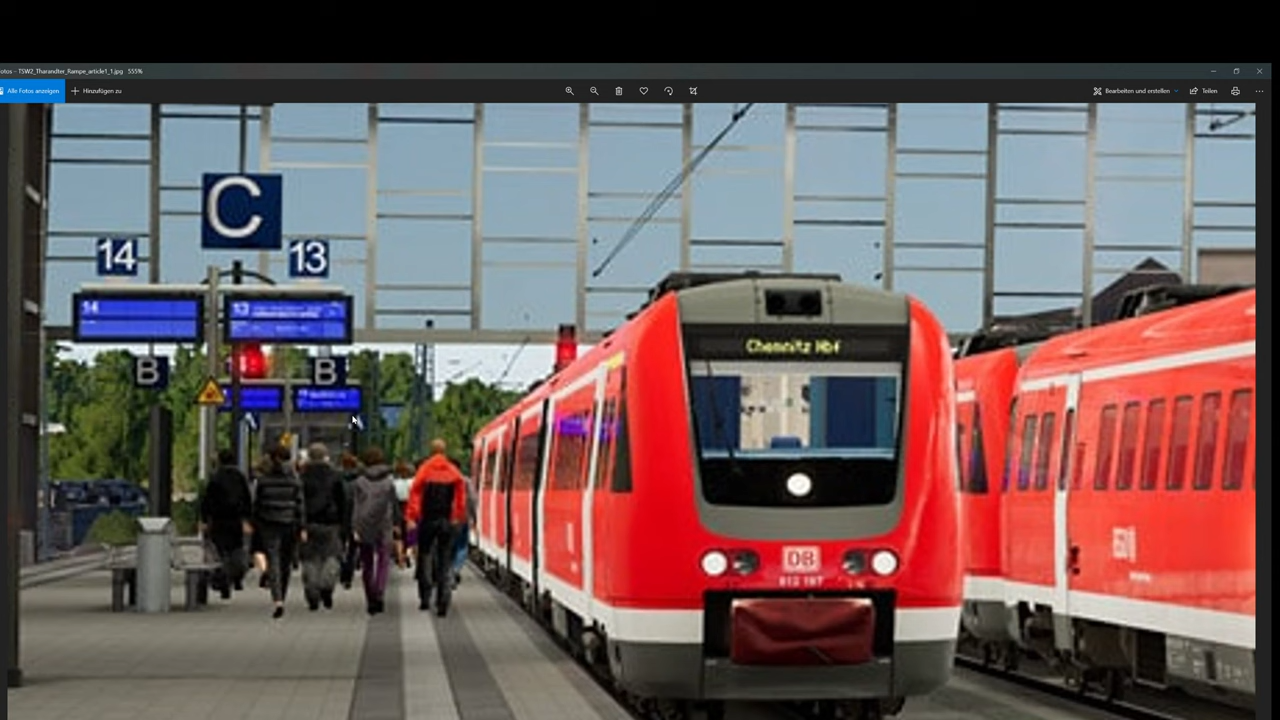 otos - TSW2_Tharandter_Rampe_article1_1.jpg 555%
Alle Fotos anzeigen
Hinzufügen zu
Bearbeiten und erstellen
Teilen
C
14
13
14
13
B
B
Chemnitz Hbf
DB
612 197
DB